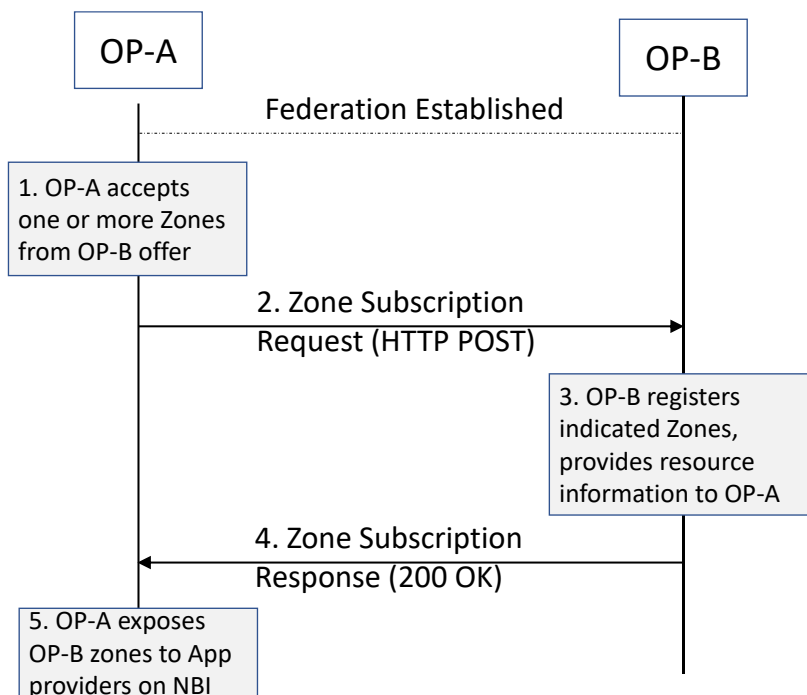 OP-A
OP-B
Federation Established
1. OP-A accepts
one or more Zones
from OP-B offer
2. Zone Subscription
Request (HTTP POST)
3. OP-B registers
indicated Zones,
provides resource
information to OP-A
4. Zone Subscription
Response (200 OK)
5. OP-A exposes
OP-B zones to App
providers on NBI